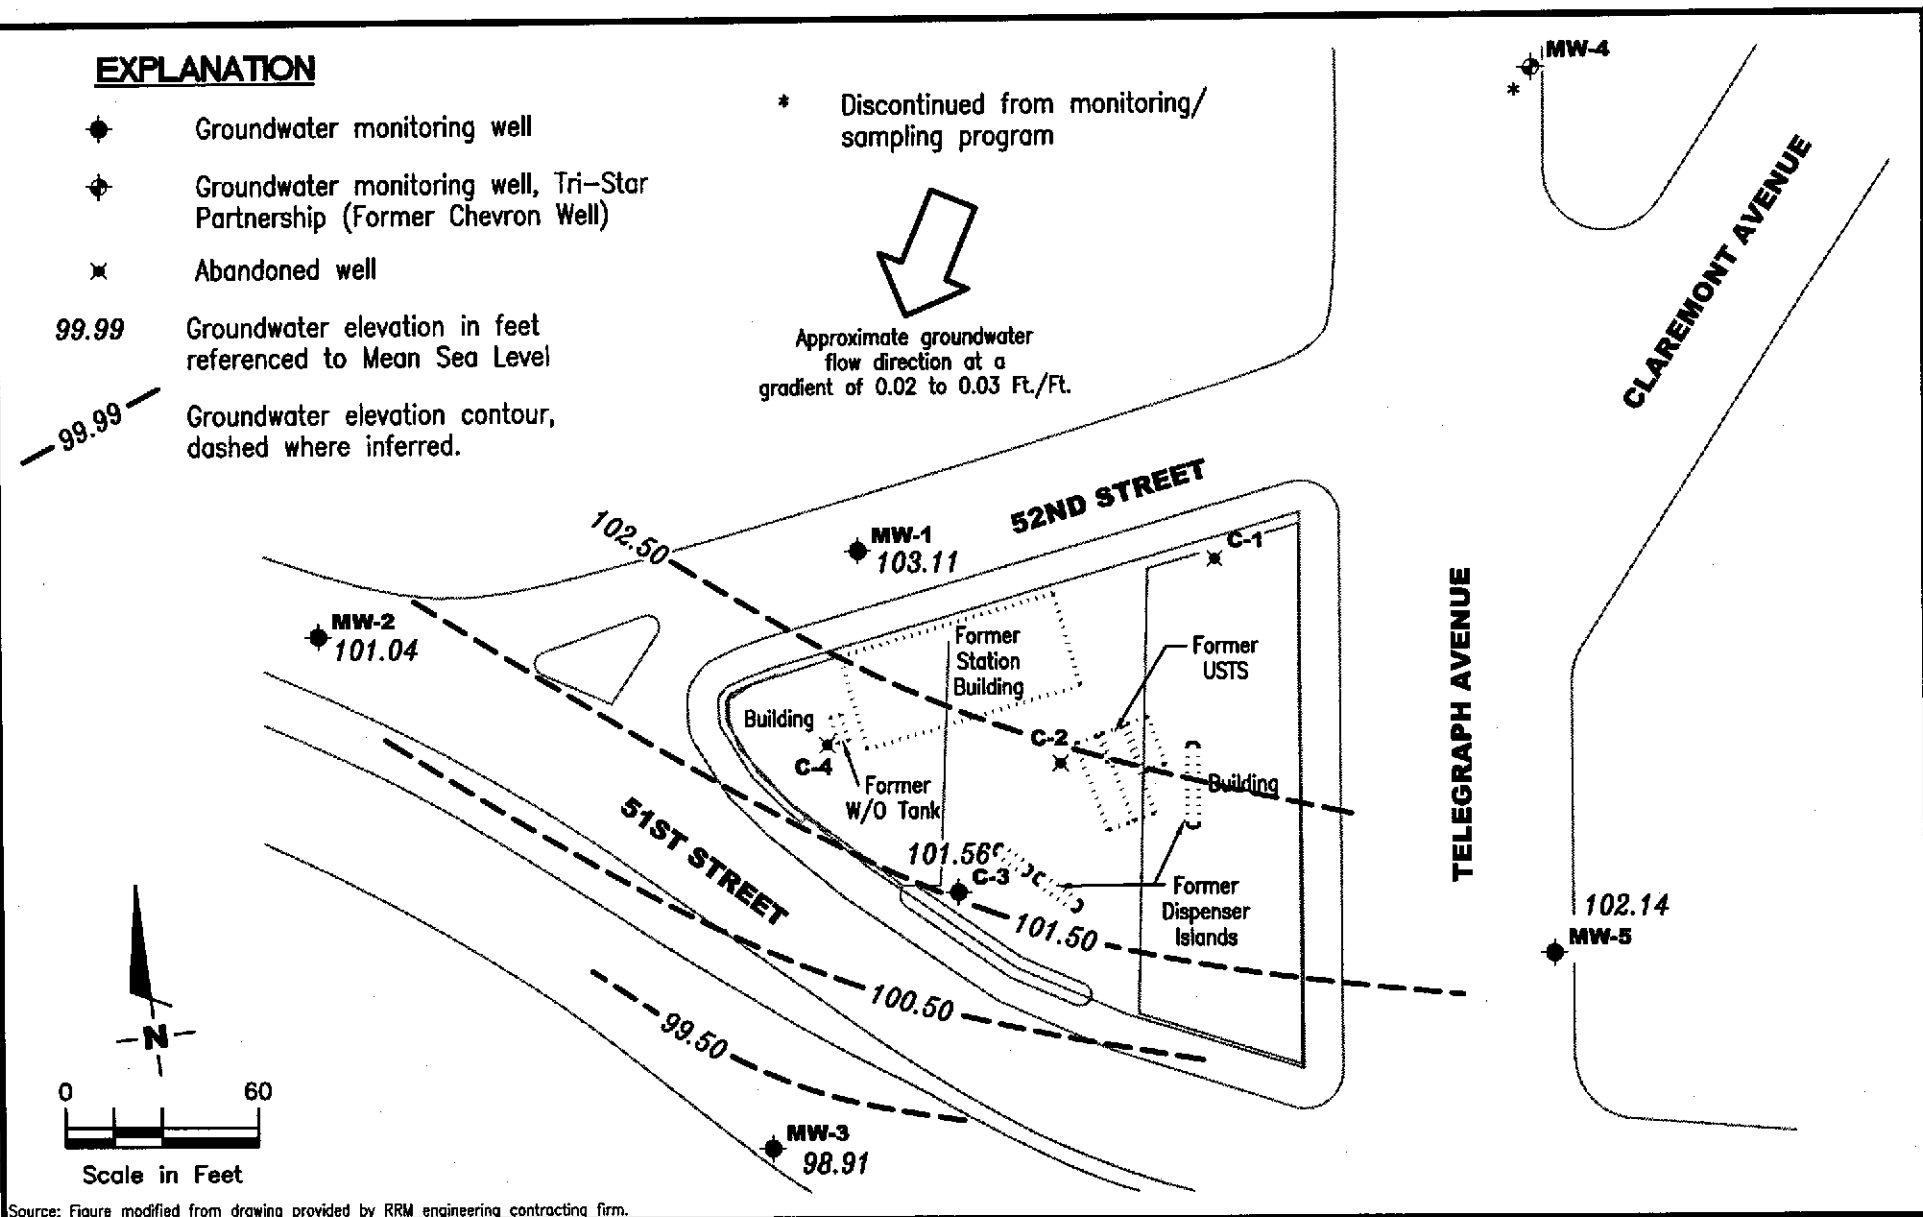 EXPLANATION
Groundwater monitoring well
Groundwater monitoring well, Tri-Star
Partnership (Former Chevron Well)
Abandoned well
99.99
Groundwater elevation in feet
referenced to Mean Sea Level
99.99
Groundwater elevation contour,
dashed where inferred.
* Discontinued from monitoring/
sampling program
Approximate groundwater
flow direction at a
gradient of 0.02 to 0.03 Ft./Ft.
MW-4
*
CLAREMONT AVENUE
52ND STREET
102.50
MW-1
103.11
C-1
MW-2
101.04
Former
Station
Building
Former
USTS
TELEGRAPH AVENUE
Building
C-2
C-4
Former
W/O Tank
Building
51ST STREET
101.56
C-3
Former
Dispenser
Islands
101.50
102.14
MW-5
100.50
99.50
MW-3
98.91
N
0 60
Scale in Feet
Source: Figure modified from drawing provided by RRM engineering contracting firm.